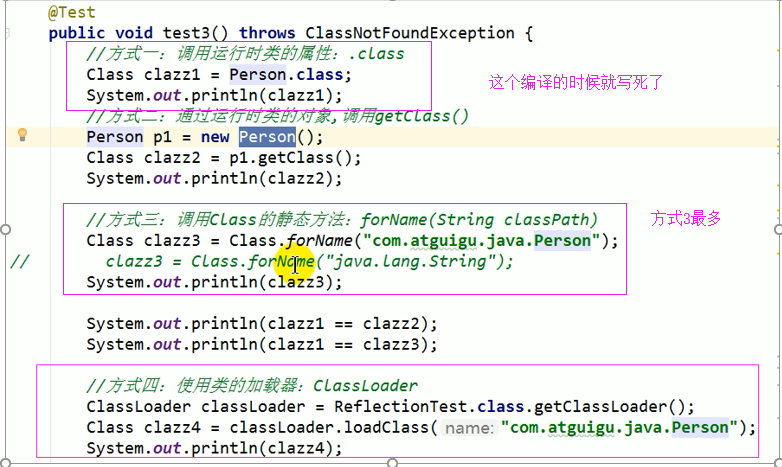 @Test
public void test3() throws ClassNotFoundException {
//方式一：调用运行时类的属性：.class
Class clazz1 = Person.class;
System.out.println(clazz1);
这个编译的时候就写死了
//方式二：通过运行时类的对象,调用getClass()
Person p1 = new Person();
Class clazz2 = p1.getClass();
System.out.println(clazz2);
//方式三：调用Class的静态方法：forName(String classPath)
方式3最多
Class clazz3 = Class.forName("com.atguigu.java.Person");
// clazz3 = Class.forName("java.lang.String");
System.out.println(clazz3);
System.out.println(clazz1 == clazz2);
System.out.println(clazz1 == clazz3);
//方式四：使用类的加载器：ClassLoader
ClassLoader classLoader = ReflectionTest.class.getClassLoader();
Class clazz4 = classLoader.loadClass( name: "com.atguigu.java.Person");
System.out.println(clazz4);